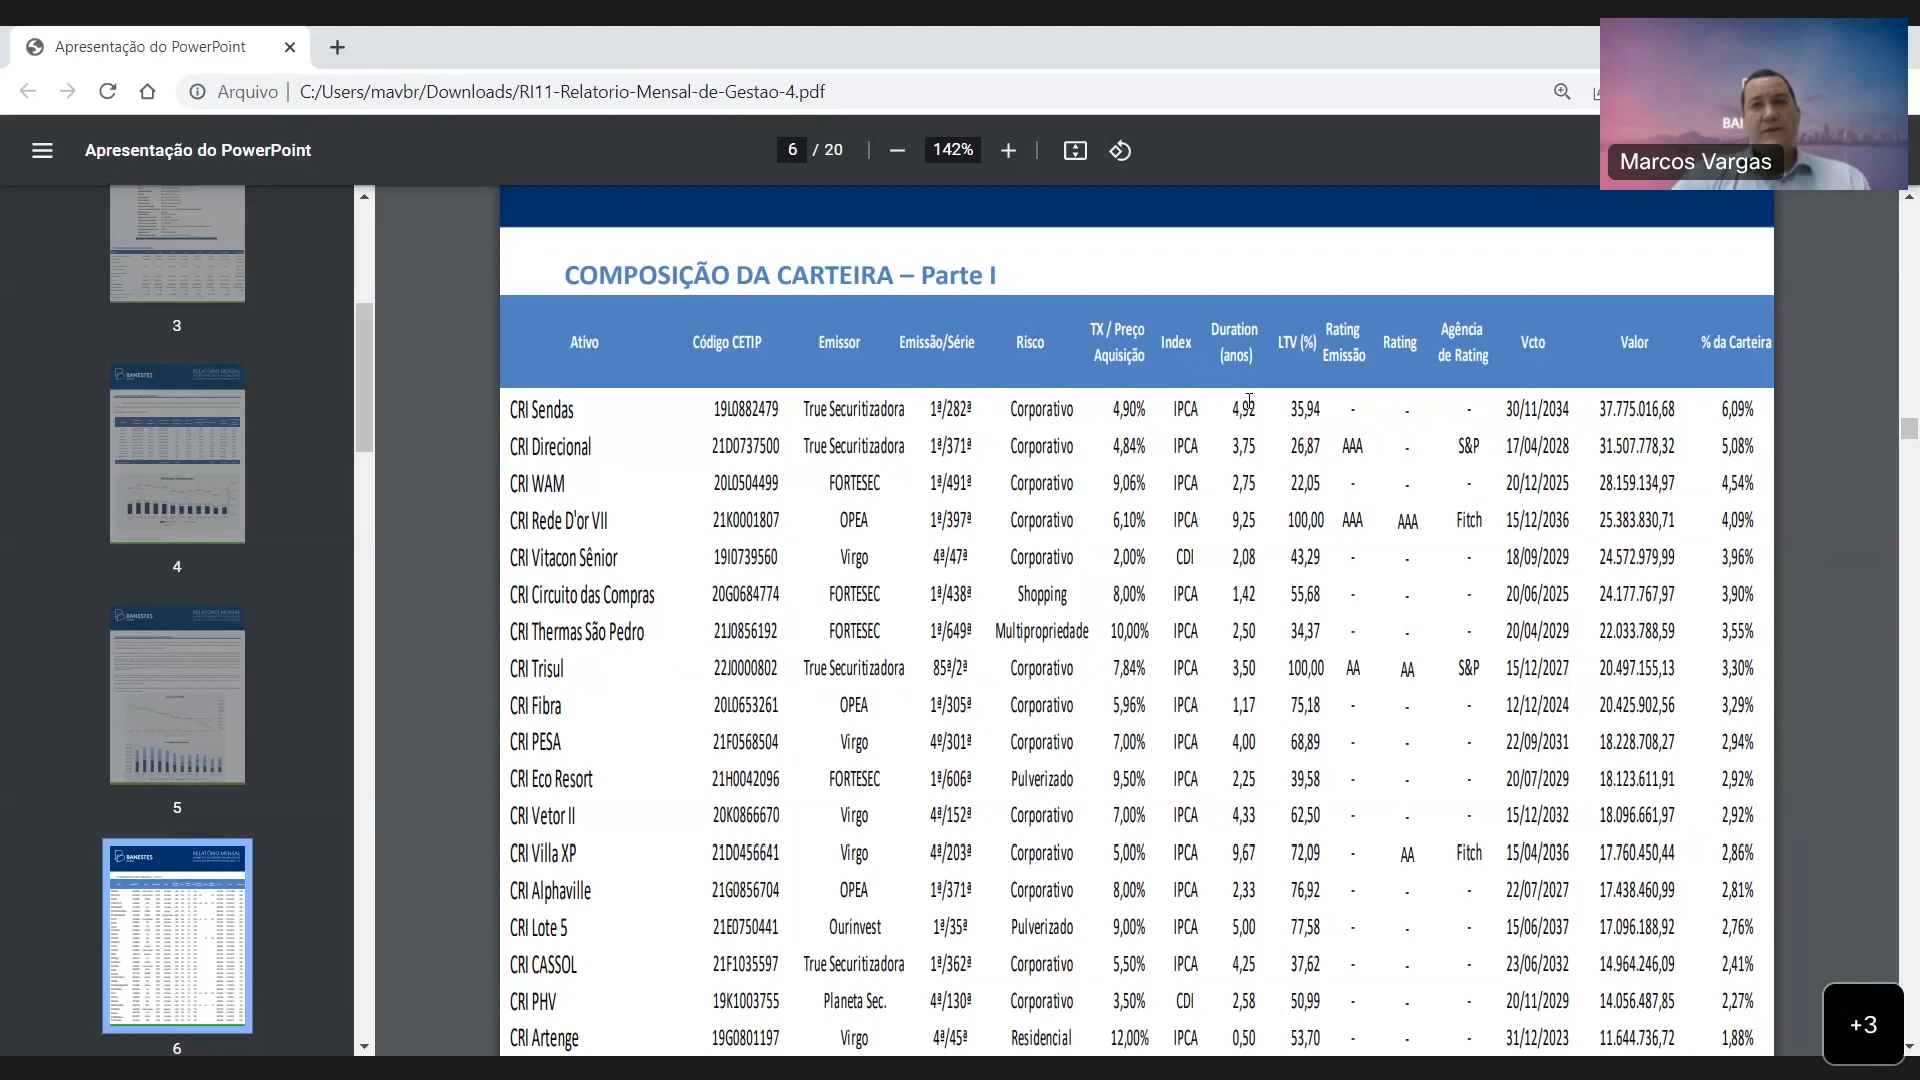 Apresentação do PowerPoint
Arquivo | C:/Users/mavbr/Downloads/RI11-Relatorio-Mensal-de-Gestao-4.pdf
Apresentação do PowerPoint
6 / 20
142%
Marcos Vargas
3
BANESTES RELATÓRIO MENSAL
4
BANESTES RELATÓRIO MENSAL
5
BANESTES RELATÓRIO MENSAL
6
COMPOSIÇÃO DA CARTEIRA – Parte I
Ativo Código CETIP Emissor Emissão/Série Risco TX / Preço Aquisição Index Duration (anos) LTV (%) Rating Emissão Rating Agência de Rating Vcto Valor % da Carteira
CRI Sendas 19L0882479 True Securitizadora 1ª/282ª Corporativo 4,90% IPCA 4,92 35,94 - - - 30/11/2034 37.775.016,68 6,09%
CRI Direcional 21D0737500 True Securitizadora 1ª/371ª Corporativo 4,84% IPCA 3,75 26,87 AAA - S&P 17/04/2028 31.507.778,32 5,08%
CRI WAM 20L0504499 FORTESEC 1ª/491ª Corporativo 9,06% IPCA 2,75 22,05 - - - 20/12/2025 28.159.134,97 4,54%
CRI Rede D'or VII 21K0001807 OPEA 1ª/397ª Corporativo 6,10% IPCA 9,25 100,00 AAA AAA Fitch 15/12/2036 25.383.830,71 4,09%
CRI Vitacon Sênior 19I0739560 Virgo 4ª/47ª Corporativo 2,00% CDI 2,08 43,29 - - - 18/09/2029 24.572.979,99 3,96%
CRI Circuito das Compras 20G0684774 FORTESEC 1ª/438ª Shopping 8,00% IPCA 1,42 55,68 - - - 20/06/2025 24.177.767,97 3,90%
CRI Thermas São Pedro 21J0856192 FORTESEC 1ª/649ª Multipropriedade 10,00% IPCA 2,50 34,37 - - - 20/04/2029 22.033.788,59 3,55%
CRI Trisul 22J0000802 True Securitizadora 85ª/2ª Corporativo 7,84% IPCA 3,50 100,00 AA AA S&P 15/12/2027 20.497.155,13 3,30%
CRI Fibra 20L0653261 OPEA 1ª/305ª Corporativo 5,96% IPCA 1,17 75,18 - - - 12/12/2024 20.425.902,56 3,29%
CRI PESA 21F0568504 Virgo 4º/301ª Corporativo 7,00% IPCA 4,00 68,89 - - - 22/09/2031 18.228.708,27 2,94%
CRI Eco Resort 21H0042096 FORTESEC 1ª/606ª Pulverizado 9,50% IPCA 2,25 39,58 - - - 20/07/2029 18.123.611,91 2,92%
CRI Vetor II 20K0866670 Virgo 4ª/152ª Corporativo 7,00% IPCA 4,33 62,50 - - - 15/12/2032 18.096.661,97 2,92%
CRI Villa XP 21D0456641 Virgo 4ª/203ª Corporativo 5,00% IPCA 9,67 72,09 - AA Fitch 15/04/2036 17.760.450,44 2,86%
CRI Alphaville 21G0856704 OPEA 1ª/371ª Corporativo 8,00% IPCA 2,33 76,92 - - - 22/07/2027 17.438.460,99 2,81%
CRI Lote 5 21E0750441 Ourinvest 1ª/35ª Pulverizado 9,00% IPCA 5,00 77,58 - - - 15/06/2037 17.096.188,92 2,76%
CRI CASSOL 21F1035597 True Securitizadora 1ª/362ª Corporativo 5,50% IPCA 4,25 37,62 - - - 23/06/2032 14.964.246,09 2,41%
CRI PHV 19K1003755 Planeta Sec. 4ª/130ª Corporativo 3,50% CDI 2,58 50,99 - - - 20/11/2029 14.056.487,85 2,27%
CRI Artenge 19G0801197 Virgo 4ª/45ª Residencial 12,00% IPCA 0,50 53,70 - - - 31/12/2023 11.644.736,72 1,88%
+3